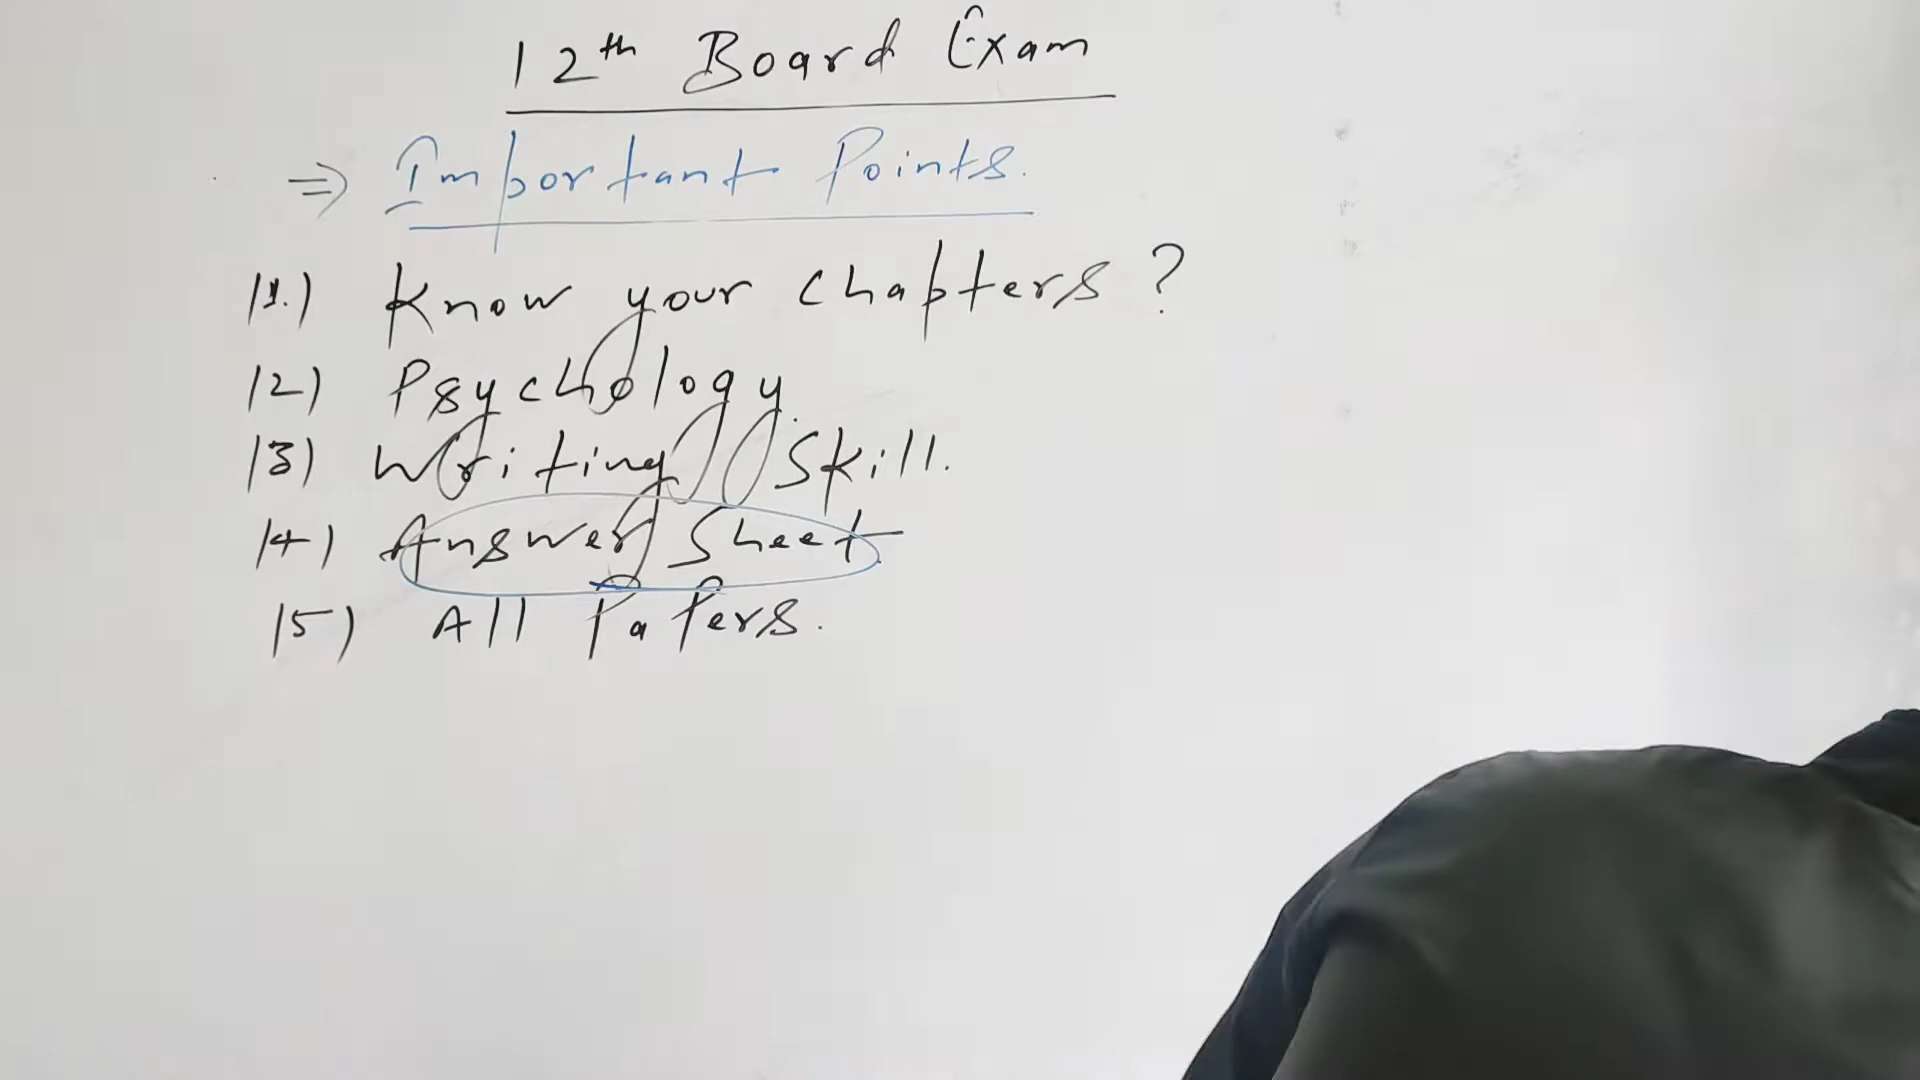 12th Board Exam
⇒ Important Points.
|1.) Know your chapters ?
|2) Psychology.
|3) Writing Skill.
|4) Answer Sheet
|5) All Papers.